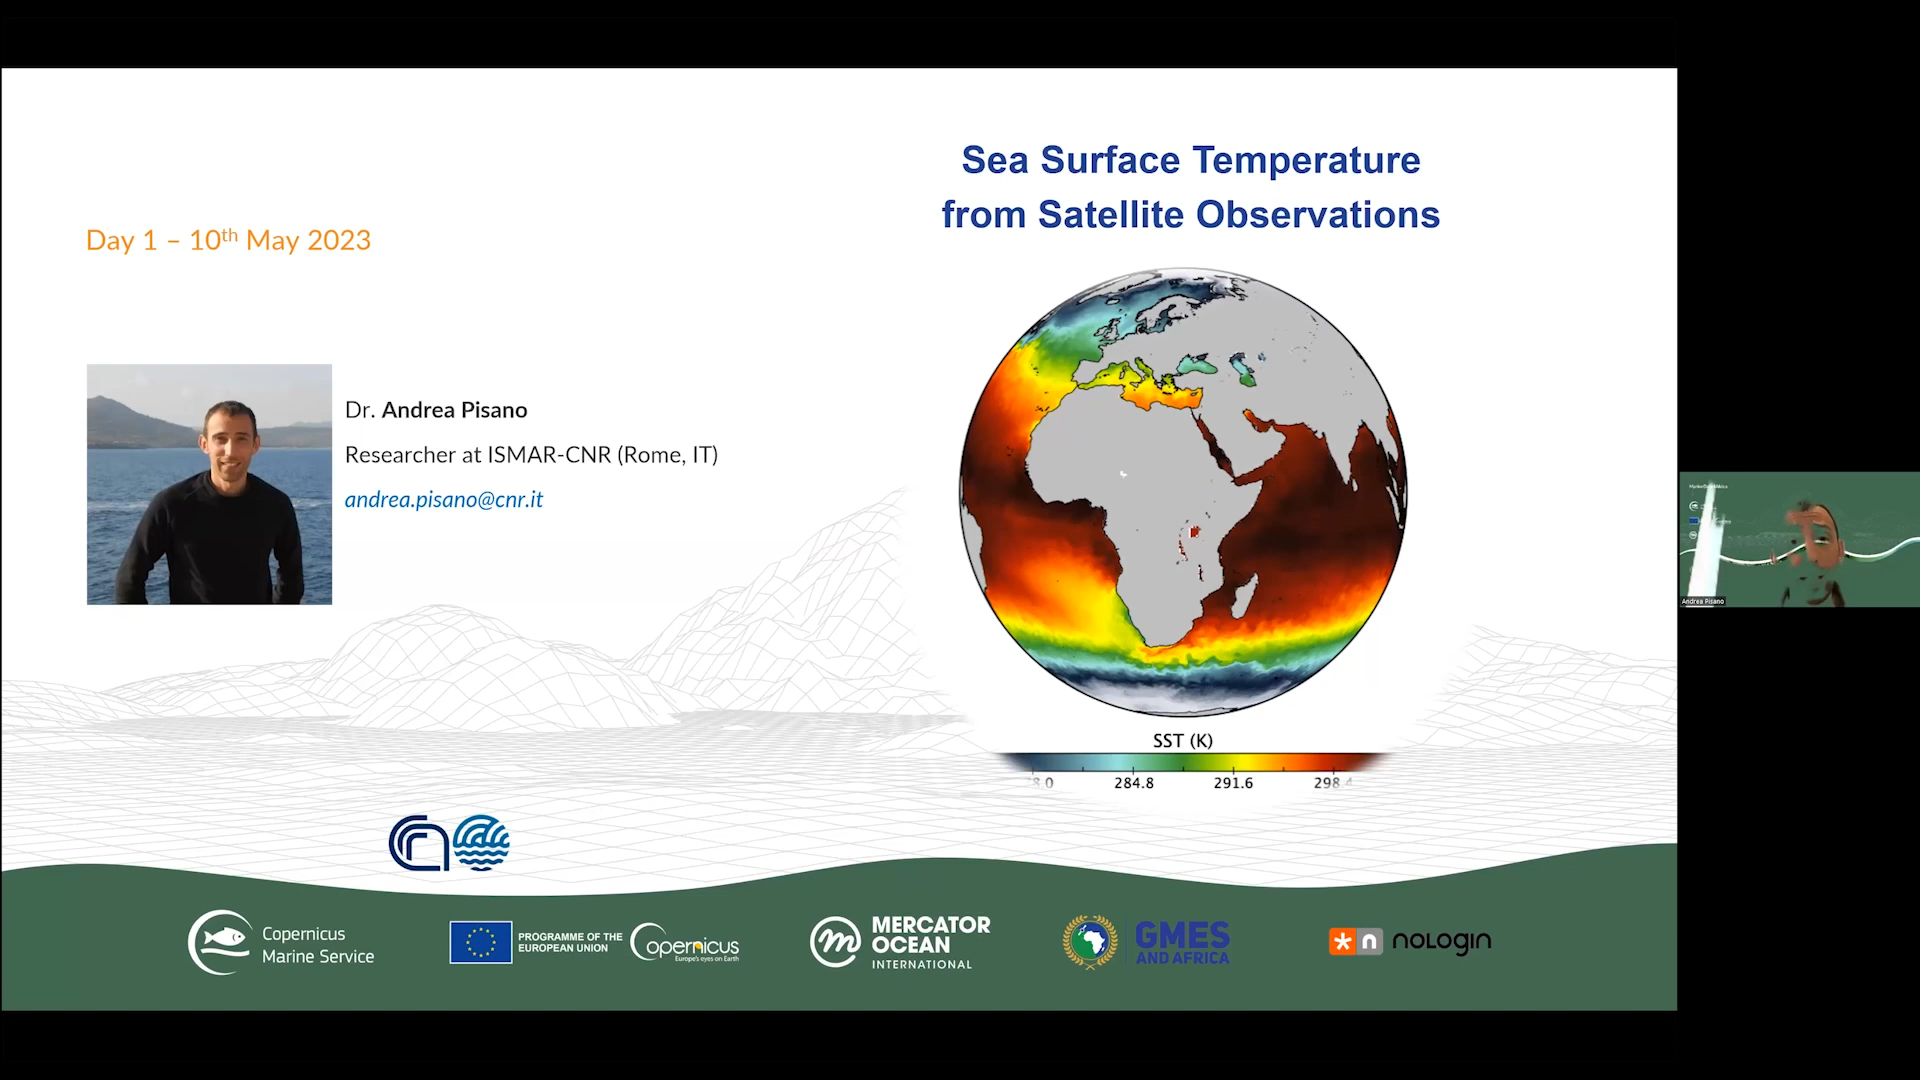 Sea Surface Temperature
from Satellite Observations
Day 1 – 10th May 2023
Dr. Andrea Pisano
Researcher at ISMAR-CNR (Rome, IT)
andrea.pisano@cnr.it
SST (K)
284.8 291.6 298.4
Andrea Pisano
Copernicus
Marine Service
PROGRAMME OF THE
EUROPEAN UNION
opernicus
Europe's eyes on Earth
MERCATOR
OCEAN
INTERNATIONAL
GMES
AND AFRICA
nologin